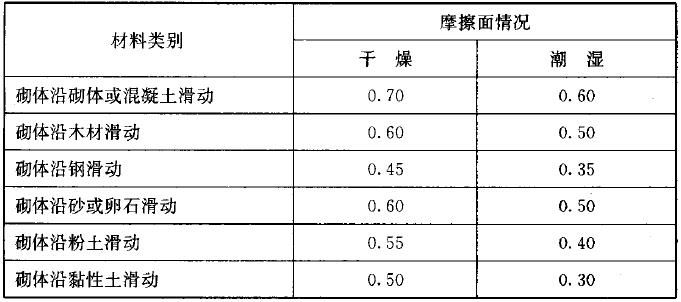 材料类别
摩擦面情况
干 燥
潮 湿
砌体沿砌体或混凝土滑动 0.70 0.60
砌体沿木材滑动 0.60 0.50
砌体沿钢滑动 0.45 0.35
砌体沿砂或卵石滑动 0.60 0.50
砌体沿粉土滑动 0.55 0.40
砌体沿黏性土滑动 0.50 0.30